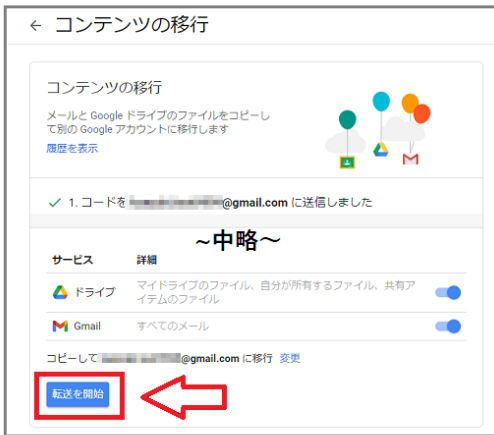 ← コンテンツの移行
コンテンツの移行
メールと Google ドライブのファイルをコピーし
て別の Google アカウントに移行します
履歴を表示
✓ 1. コードを @gmail.com に送信しました
~中略～
サービス 詳細
ドライブ マイドライブのファイル、自分が所有するファイル、共有ア
イテムのファイル
Gmail すべてのメール
コピーして @gmail.com に移行 変更
転送を開始